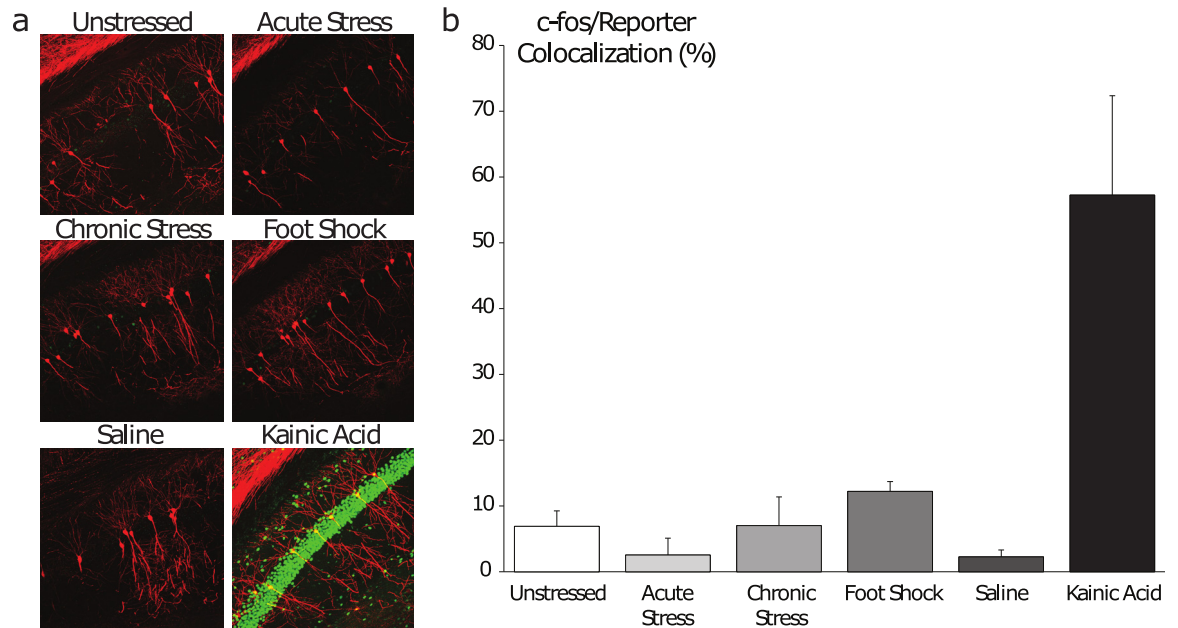 a
Unstressed
Acute Stress
Chronic Stress
Foot Shock
Saline
Kainic Acid
b
c-fos/Reporter
Colocalization (%)
80
70
60
50
40
30
20
10
0
Unstressed
Acute
Stress
Chronic
Stress
Foot Shock
Saline
Kainic Acid